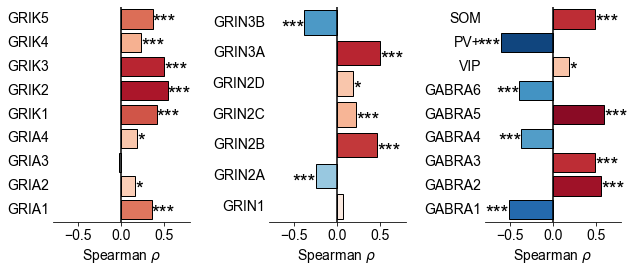 GRIK5 ***
GRIK4 ***
GRIK3 ***
GRIK2 ***
GRIK1 ***
GRIA4 *
GRIA3
GRIA2 *
GRIA1 ***
−0.5 0.0 0.5
Spearman ρ
GRIN3B ***
GRIN3A ***
GRIN2D *
GRIN2C ***
GRIN2B ***
GRIN2A ***
GRIN1
−0.5 0.0 0.5
Spearman ρ
SOM ***
PV+ ***
VIP *
GABRA6 ***
GABRA5 ***
GABRA4 ***
GABRA3 ***
GABRA2 ***
GABRA1 ***
−0.5 0.0 0.5
Spearman ρ